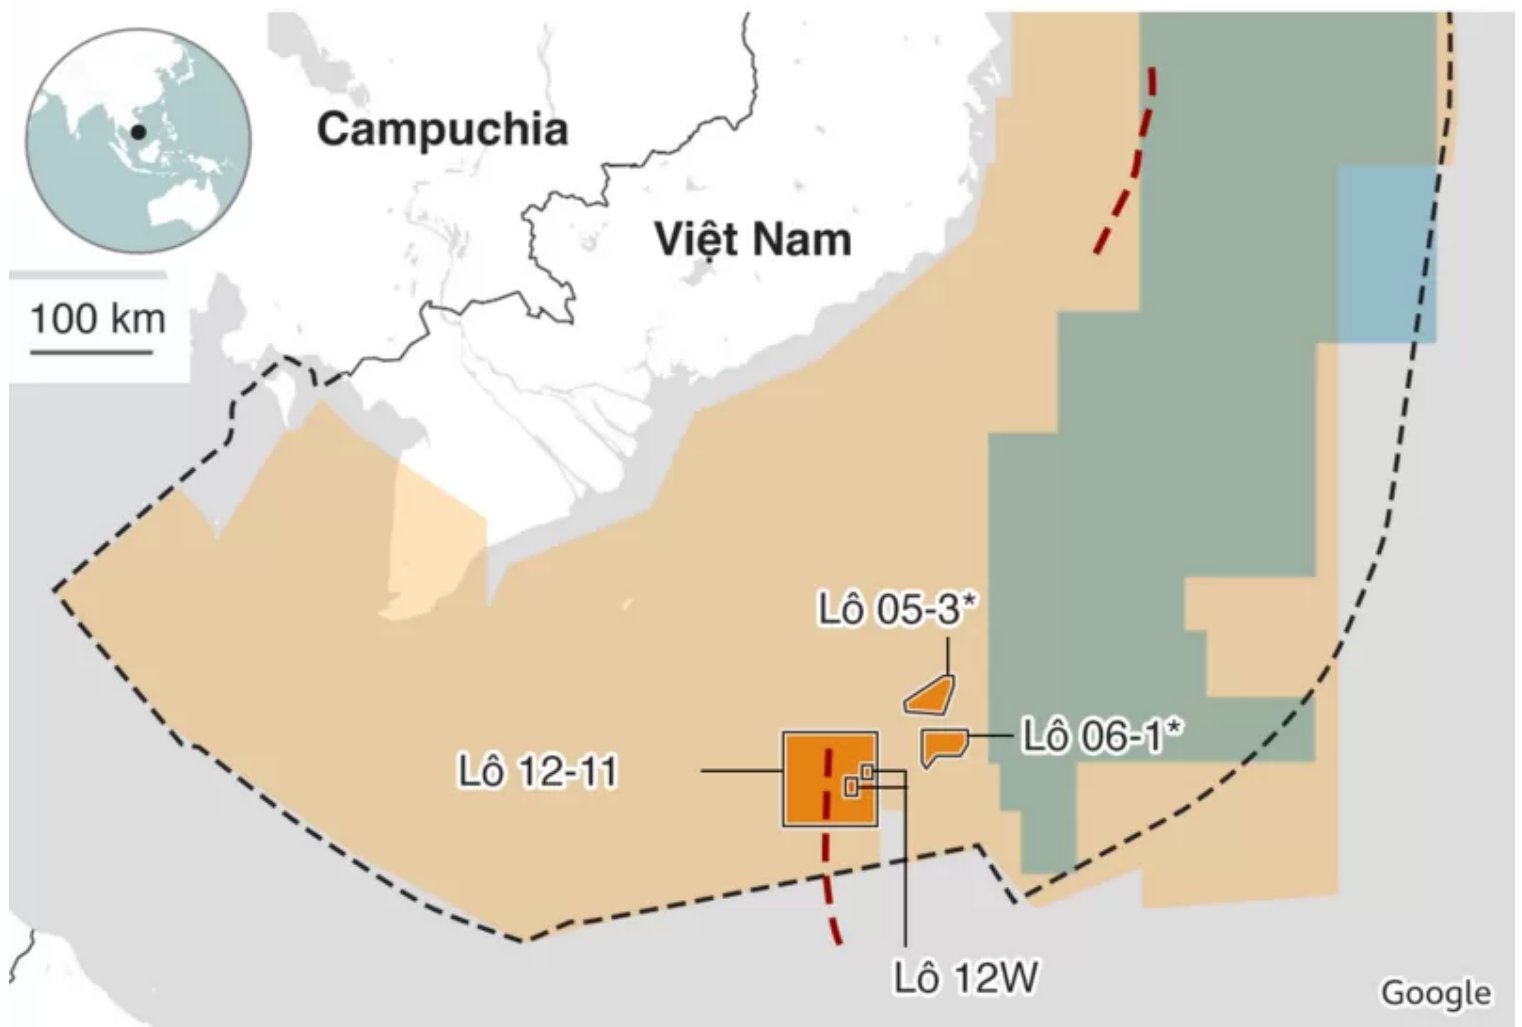 Campuchia
Việt Nam
100 km
Lô 05-3*
Lô 06-1*
Lô 12-11
Lô 12W
Google